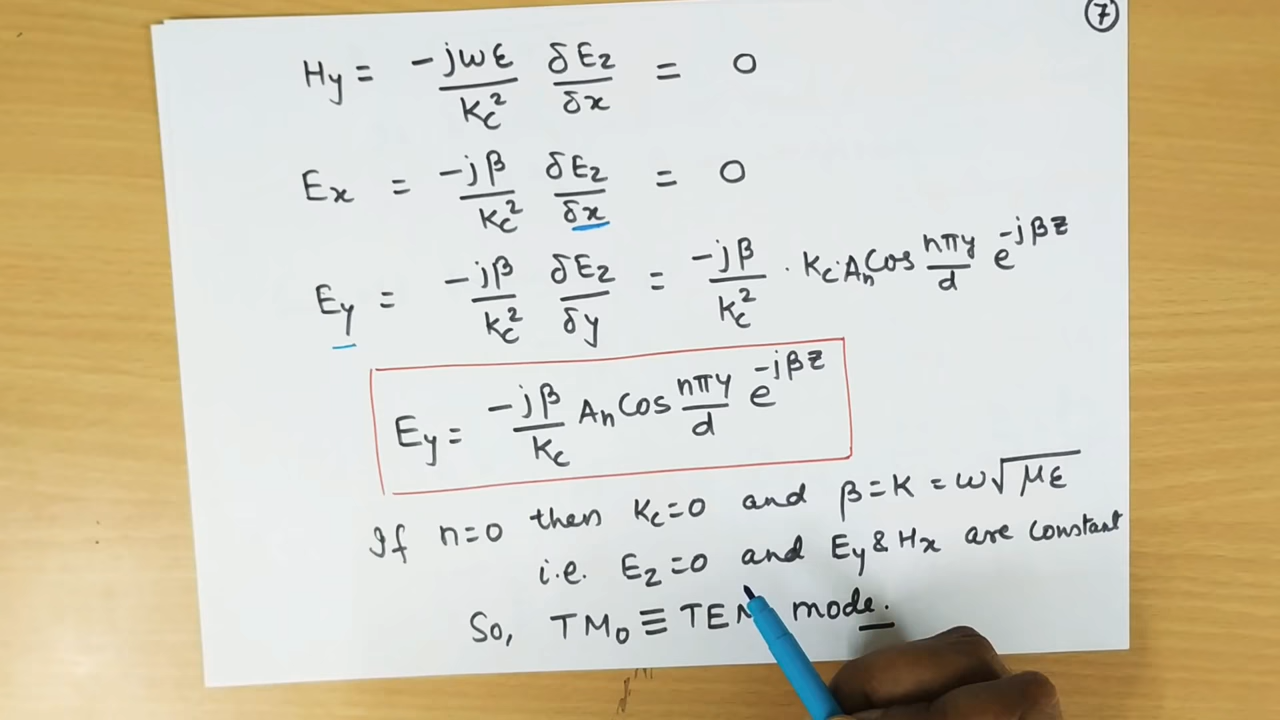 7
Hy = -jωε/Kc² δEz/δx = 0
Ex = -jβ/Kc² δEz/δx = 0
Ey = -jβ/Kc² δEz/δy = -jβ/Kc² · Kc An Cos nπy/d e^-jβz
Ey = -jβ/Kc An Cos nπy/d e^-jβz
If n=0 then Kc=0 and β=K=ω√με
i.e. Ez=0 and Ey & Hx are constant
So, TM₀ ≡ TEM mode.